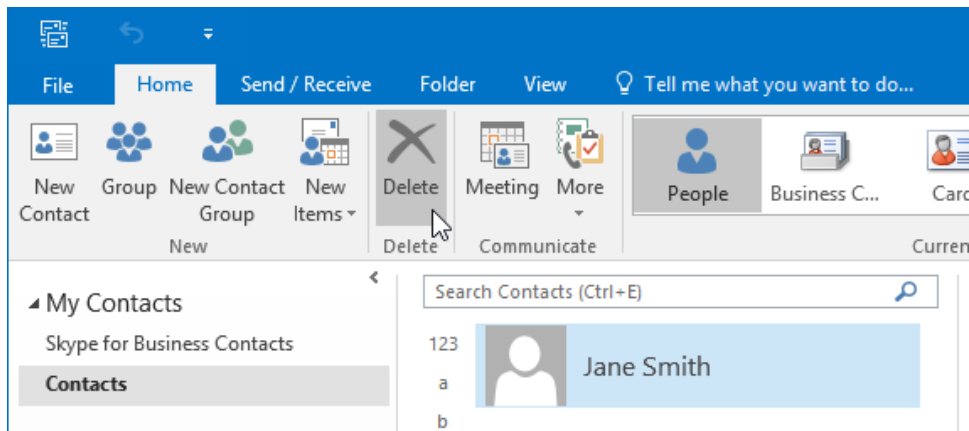 File Home Send / Receive Folder View Tell me what you want to do...
New Contact
Group
New Contact Group
New Items
Delete
Meeting
More
People
Business C...
New
Delete
Communicate
My Contacts
Search Contacts (Ctrl+E)
Skype for Business Contacts
Contacts
123
a
b
Jane Smith